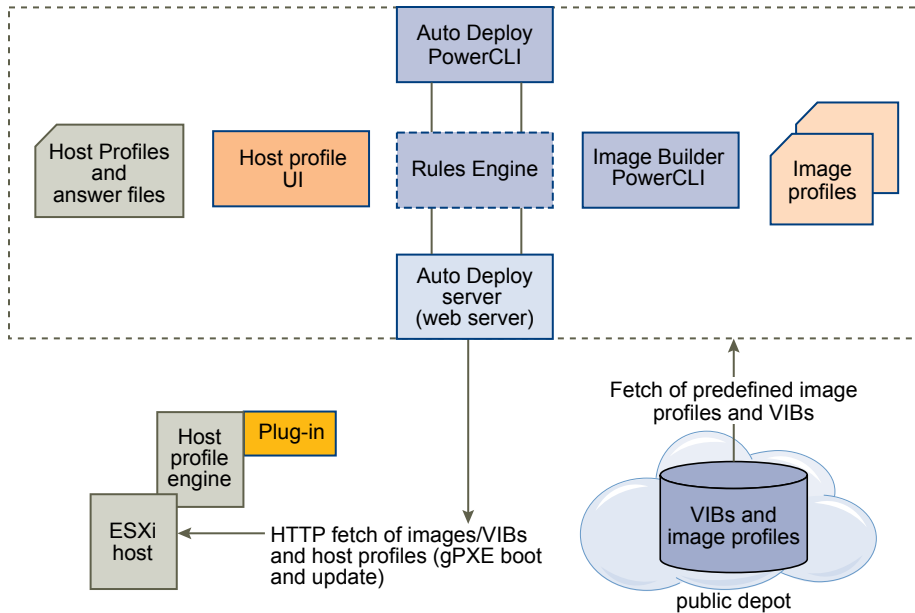 Auto Deploy
PowerCLI
Host Profiles
and
answer files
Host profile
UI
Rules Engine
Image Builder
PowerCLI
Image
profiles
Auto Deploy
server
(web server)
Fetch of predefined image
profiles and VIBs
Plug-in
Host
profile
engine
ESXi
host
HTTP fetch of images/VIBs
and host profiles (gPXE boot
and update)
VIBs and
image profiles
public depot